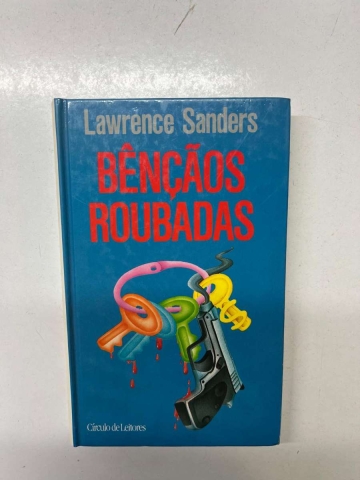 Lawrence Sanders
BÊNÇÃOS
ROUBADAS
Círculo de Leitores